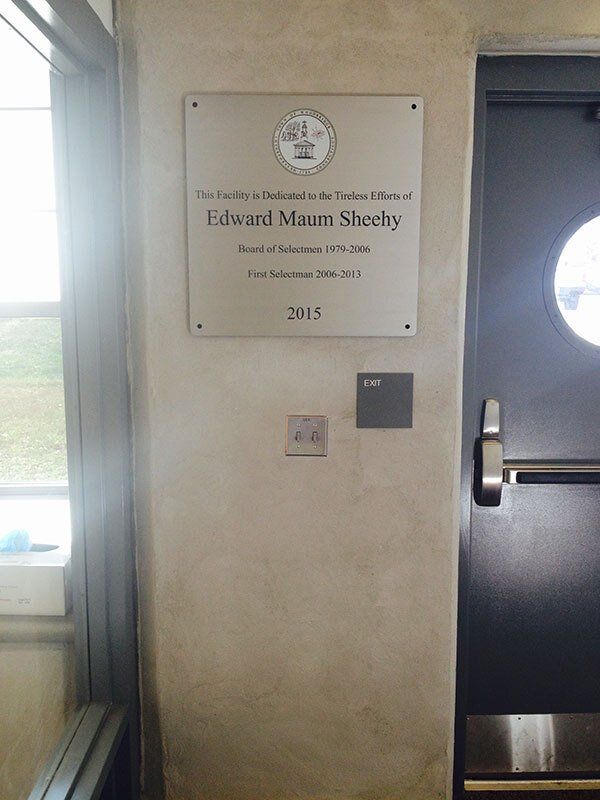 This Facility is Dedicated to the Tireless Efforts of
Edward Maum Sheehy
Board of Selectmen 1979-2006
First Selectman 2006-2013
2015
EXIT